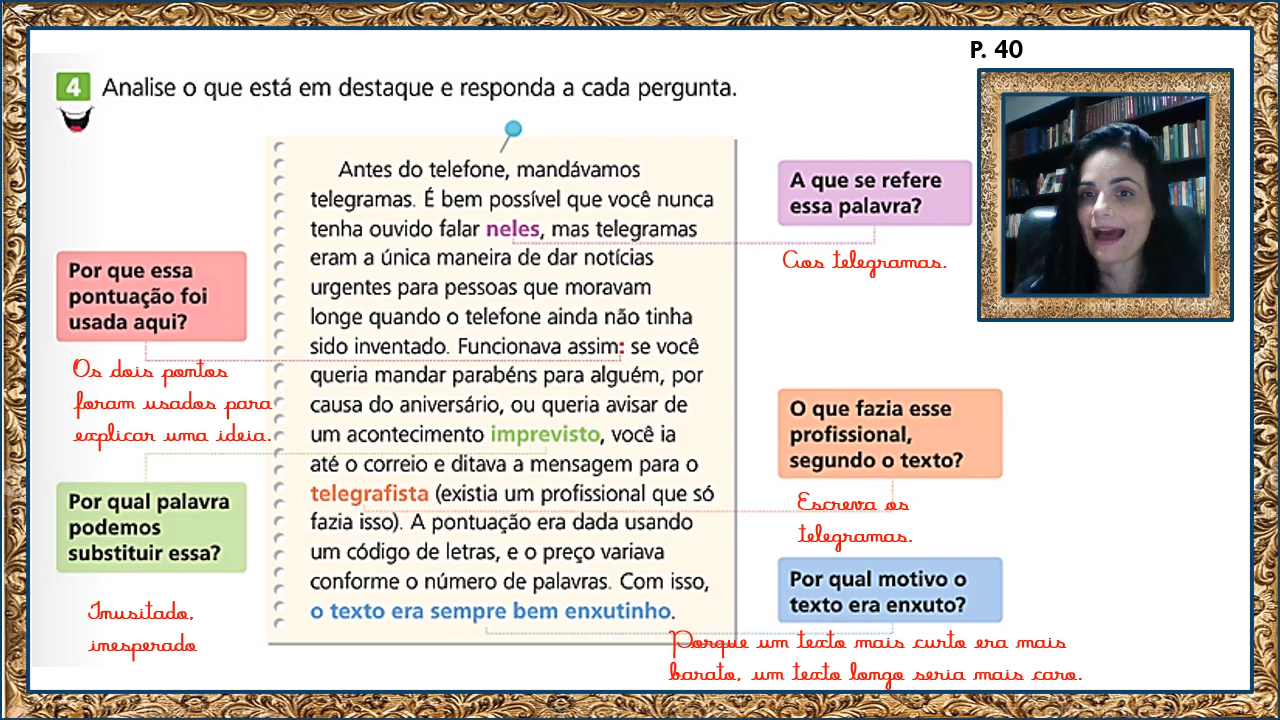 P. 40
4 Analise o que está em destaque e responda a cada pergunta.
Antes do telefone, mandávamos
telegramas. É bem possível que você nunca
tenha ouvido falar neles, mas telegramas
eram a única maneira de dar notícias
urgentes para pessoas que moravam
longe quando o telefone ainda não tinha
sido inventado. Funcionava assim: se você
queria mandar parabéns para alguém, por
causa do aniversário, ou queria avisar de
um acontecimento imprevisto, você ia
até o correio e ditava a mensagem para o
telegrafista (existia um profissional que só
fazia isso). A pontuação era dada usando
um código de letras, e o preço variava
conforme o número de palavras. Com isso,
o texto era sempre bem enxutinho.
A que se refere
essa palavra?
Aos telegramas.
Por que essa
pontuação foi
usada aqui?
Os dois pontos
foram usados para
explicar uma ideia.
Por qual palavra
podemos
substituir essa?
Inusitado,
inesperado
O que fazia esse
profissional,
segundo o texto?
Escreva os
telegramas.
Por qual motivo o
texto era enxuto?
Porque um texto mais curto era mais
barato, um texto longo seria mais caro.